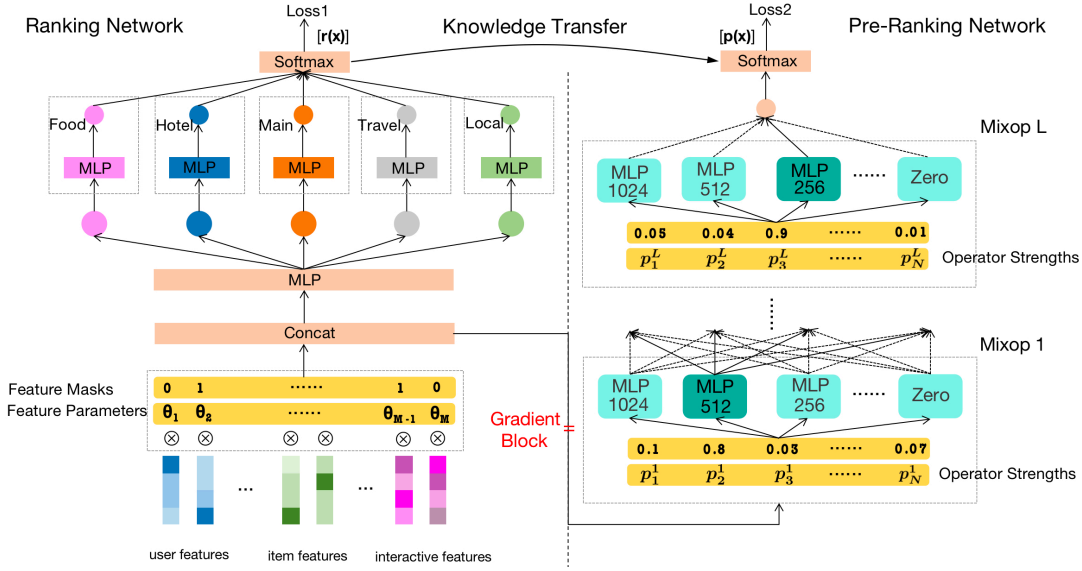 Ranking Network
Loss1
Knowledge Transfer
Loss2
Pre-Ranking Network
[r(x)]
[p(x)]
Softmax
Softmax
Food
Hotel
Main
Travel
Local
MLP
MLP
MLP
MLP
MLP
MLP
Concat
Feature Masks
0 1 ...... 1 0
Feature Parameters
θ1 θ2 ...... θM-1 θM
⊗ ⊗ ⊗ ⊗ ⊗ ⊗
... ...
user features
item features
interactive features
Gradient
Block
Mixop L
MLP
1024
MLP
512
MLP
256
......
Zero
0.05 0.04 0.9 ...... 0.01
p_1^L p_2^L p_3^L ...... p_N^L
Operator Strengths
Mixop 1
MLP
1024
MLP
512
MLP
256
......
Zero
0.1 0.8 0.03 ...... 0.07
p_1^1 p_2^1 p_3^1 ...... p_N^1
Operator Strengths